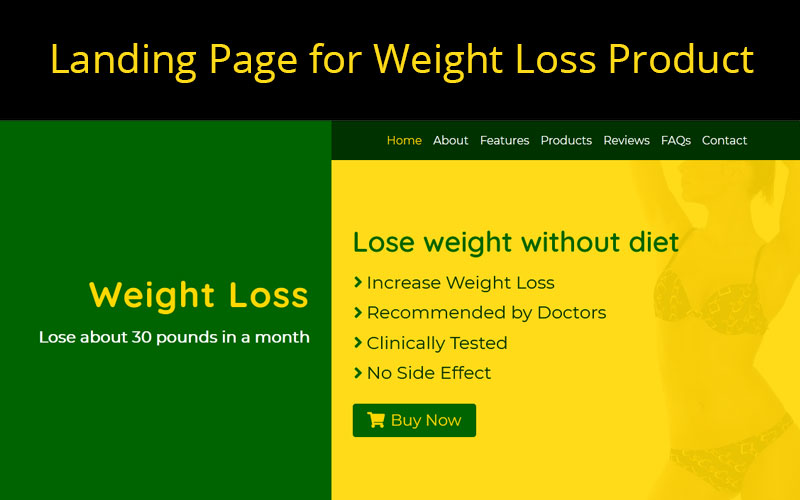 Landing Page for Weight Loss Product
Home About Features Products Reviews FAQs Contact
Weight Loss
Lose about 30 pounds in a month
Lose weight without diet
Increase Weight Loss
Recommended by Doctors
Clinically Tested
No Side Effect
Buy Now